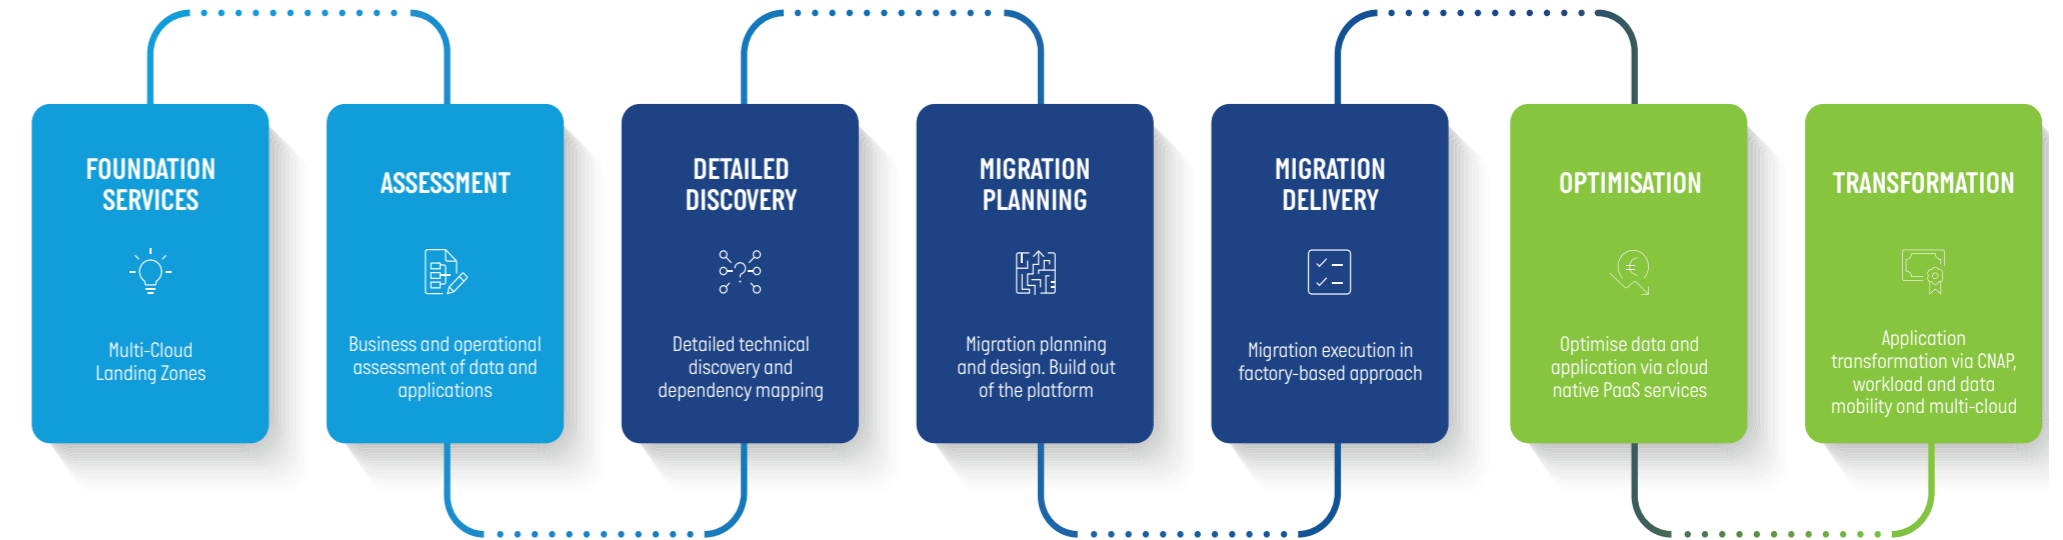 FOUNDATION
SERVICES
Multi-Cloud
Landing Zones
ASSESSMENT
Business and operational
assessment of data and
applications
DETAILED
DISCOVERY
Detailed technical
discovery and
dependency mapping
MIGRATION
PLANNING
Migration planning
and design. Build out
of the platform
MIGRATION
DELIVERY
Migration execution in
factory-based approach
OPTIMISATION
Optimise data and
application via cloud
native PaaS services
TRANSFORMATION
Application
transformation via CNAP,
workload and data
mobility ond multi-cloud